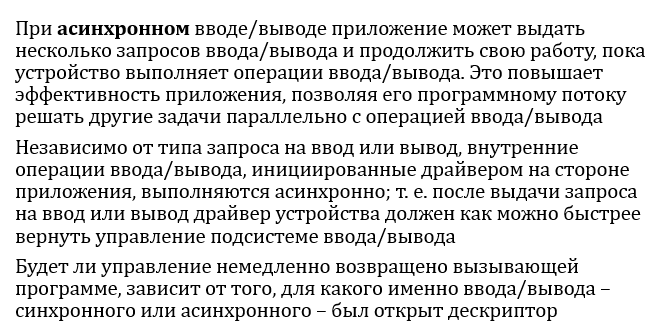 При асинхронном вводе/выводе приложение может выдать
несколько запросов ввода/вывода и продолжить свою работу, пока
устройство выполняет операции ввода/вывода. Это повышает
эффективность приложения, позволяя его программному потоку
решать другие задачи параллельно с операцией ввода/вывода
Независимо от типа запроса на ввод или вывод, внутренние
операции ввода/вывода, инициированные драйвером на стороне
приложения, выполняются асинхронно; т. е. после выдачи запроса
на ввод или вывод драйвер устройства должен как можно быстрее
вернуть управление подсистеме ввода/вывода
Будет ли управление немедленно возвращено вызывающей
программе, зависит от того, для какого именно ввода/вывода –
синхронного или асинхронного – был открыт дескриптор